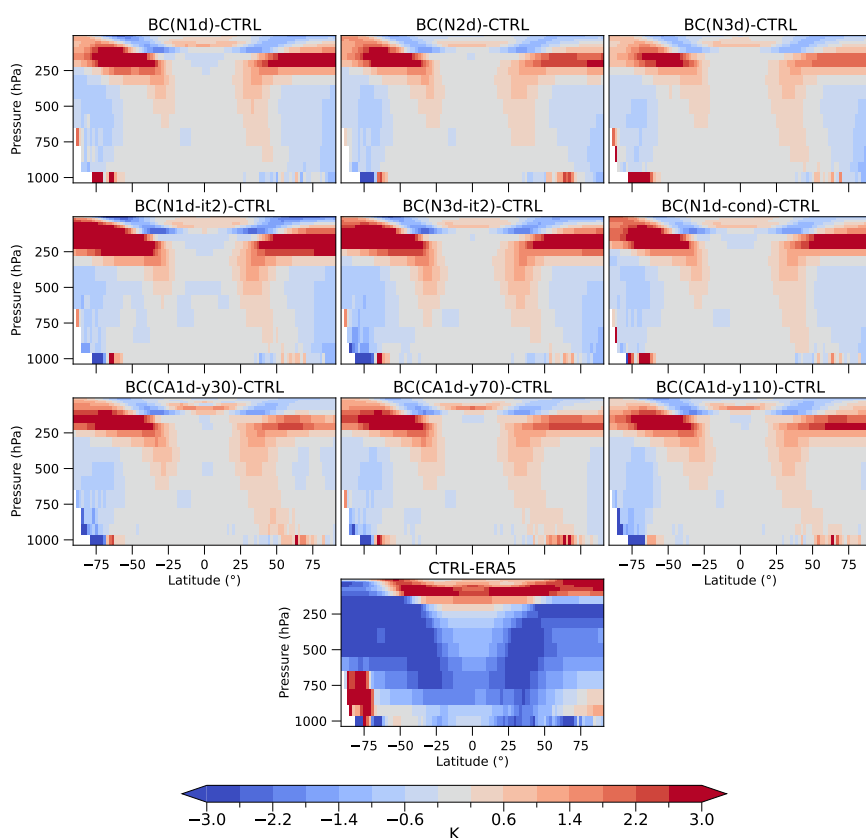 BC(N1d)-CTRL BC(N2d)-CTRL BC(N3d)-CTRL
Pressure (hPa)
250
500
750
1000
BC(N1d-it2)-CTRL BC(N3d-it2)-CTRL BC(N1d-cond)-CTRL
Pressure (hPa)
250
500
750
1000
BC(CA1d-y30)-CTRL BC(CA1d-y70)-CTRL BC(CA1d-y110)-CTRL
Pressure (hPa)
250
500
750
1000
−75 −50 −25 0 25 50 75 −75 −50 −25 0 25 50 75 −75 −50 −25 0 25 50 75
Latitude (°) Latitude (°) Latitude (°)
CTRL-ERA5
Pressure (hPa)
250
500
750
1000
−75 −50 −25 0 25 50 75
Latitude (°)
−3.0 −2.2 −1.4 −0.6 0.6 1.4 2.2 3.0
K